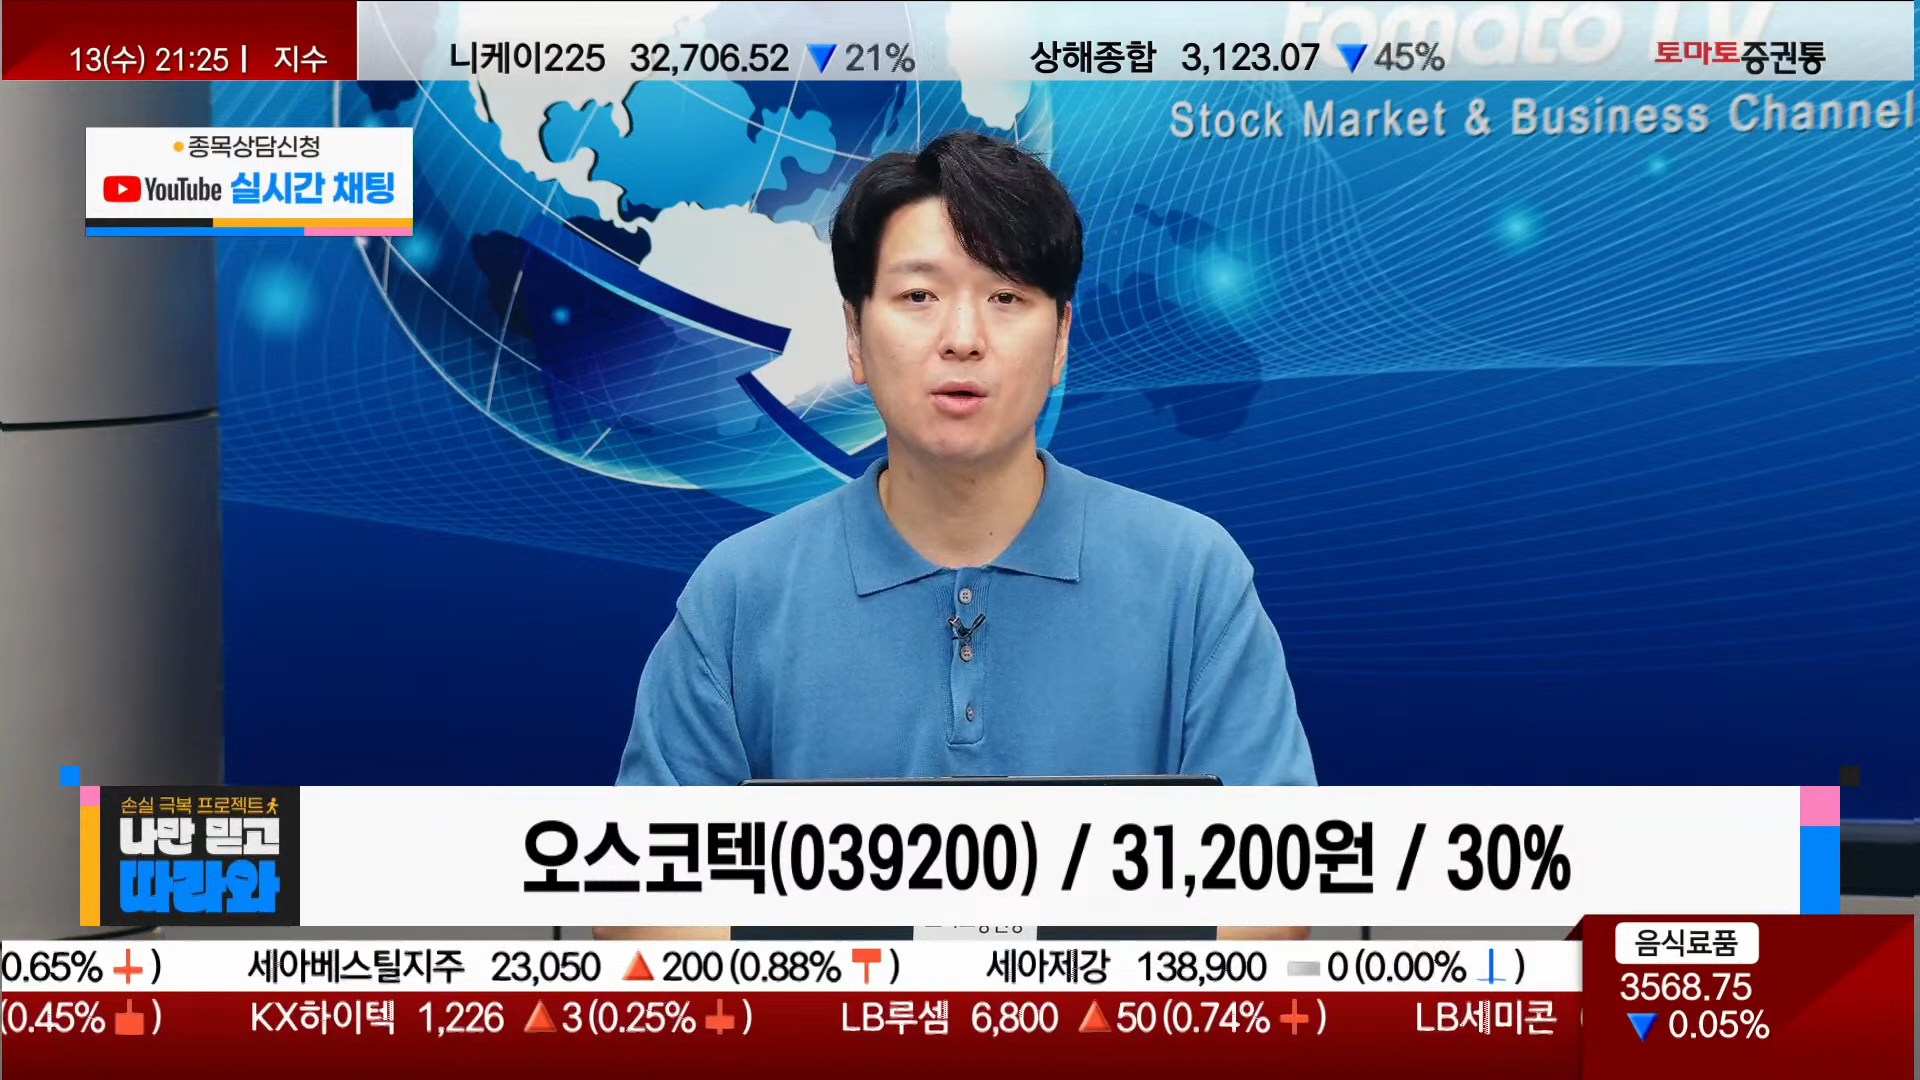 13(수) 21:25 | 지수
니케이225 32,706.52 ▼ 21%
상해종합 3,123.07 ▼ 45%
토마토증권통
tomato TV
Stock Market & Business Channel
•종목상담신청
YouTube 실시간 채팅
손실 극복 프로젝트
나만 믿고
따라와
오스코텍(039200) / 31,200원 / 30%
0.65% ) 세아베스틸지주 23,050 ▲200(0.88% ) 세아제강 138,900 0(0.00% )
(0.45% ) KX하이텍 1,226 ▲3(0.25% ) LB루셈 6,800 ▲50(0.74% ) LB세미콘
음식료품
3568.75
▼ 0.05%